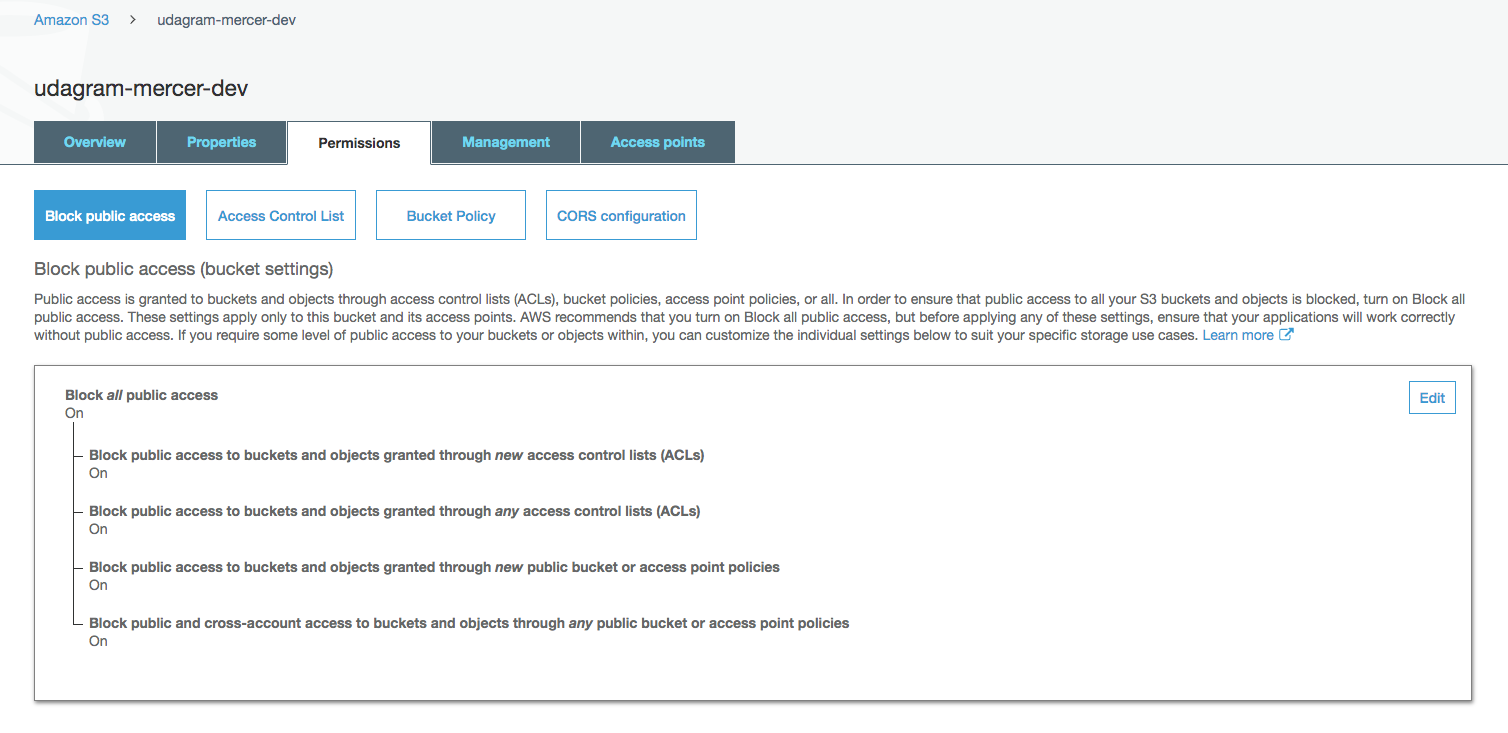 Amazon S3 > udagram-mercer-dev
udagram-mercer-dev
Overview Properties Permissions Management Access points
Block public access Access Control List Bucket Policy CORS configuration
Block public access (bucket settings)
Public access is granted to buckets and objects through access control lists (ACLs), bucket policies, access point policies, or all. In order to ensure that public access to all your S3 buckets and objects is blocked, turn on Block all
public access. These settings apply only to this bucket and its access points. AWS recommends that you turn on Block all public access, but before applying any of these settings, ensure that your applications will work correctly
without public access. If you require some level of public access to your buckets or objects within, you can customize the individual settings below to suit your specific storage use cases. Learn more
Block all public access
Edit
On
Block public access to buckets and objects granted through new access control lists (ACLs)
On
Block public access to buckets and objects granted through any access control lists (ACLs)
On
Block public access to buckets and objects granted through new public bucket or access point policies
On
Block public and cross-account access to buckets and objects through any public bucket or access point policies
On